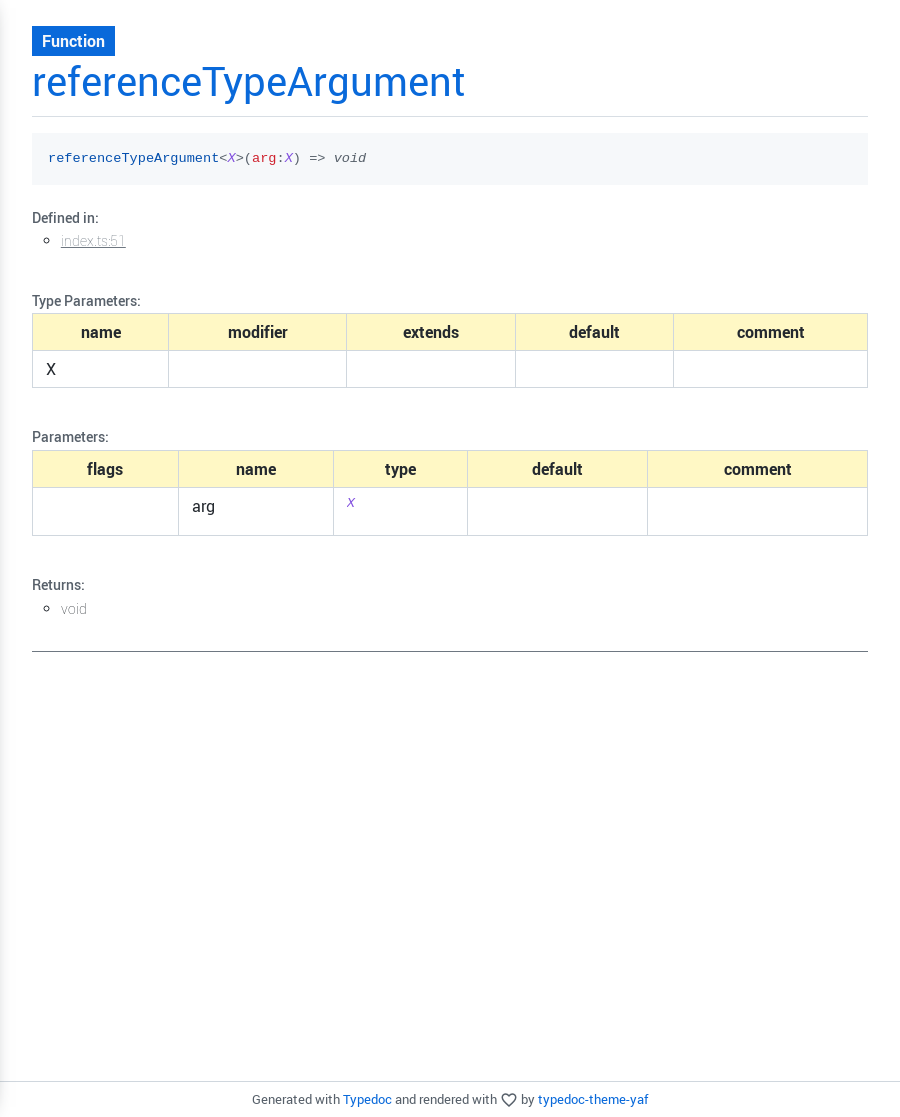 Function
referenceTypeArgument
referenceTypeArgument<X>(arg:X) => void
Defined in:
index.ts:51
Type Parameters:
name modifier extends default comment
X
Parameters:
flags name type default comment
arg X
Returns:
void
Generated with Typedoc and rendered with by typedoc-theme-yaf